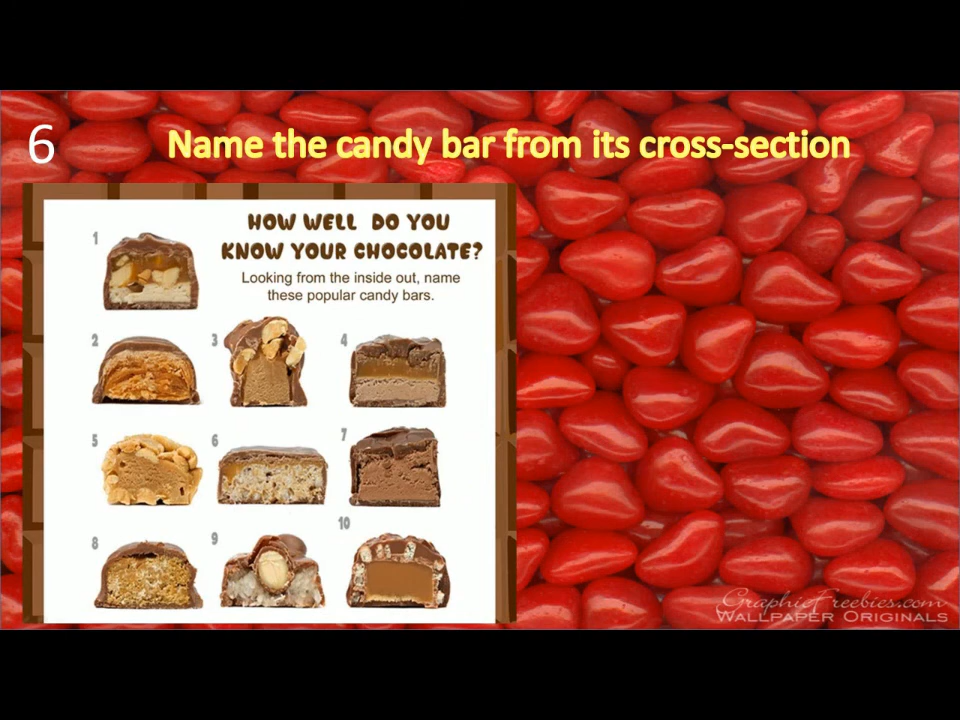 6
Name the candy bar from its cross-section
HOW WELL DO YOU
KNOW YOUR CHOCOLATE?
Looking from the inside out, name
these popular candy bars.
1
2
3
4
5
6
7
8
9
10
GraphicFreebies.com
WALLPAPER ORIGINALS